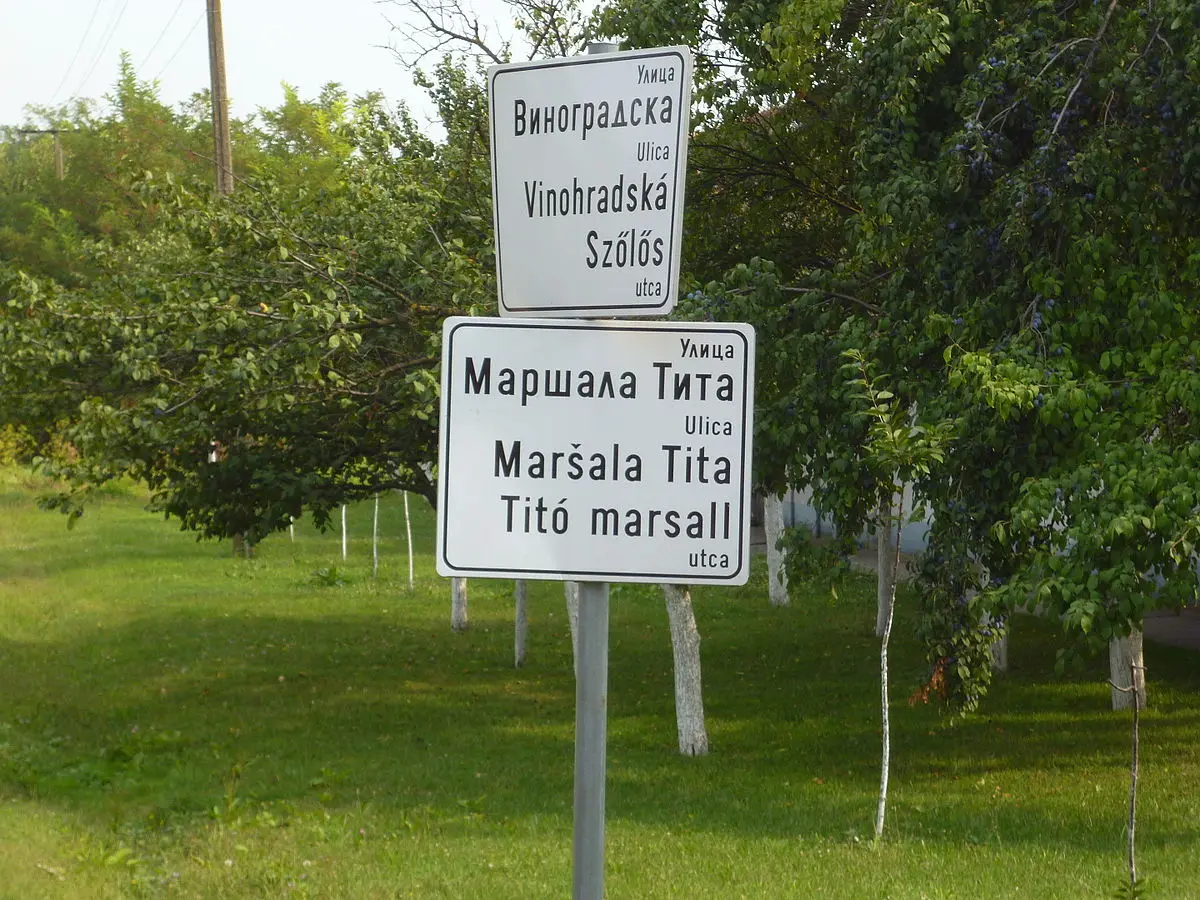 Улица
Виноградска
Ulica
Vinohradská
Szőlős
utca
Улица
Маршала Тита
Ulica
Maršala Tita
Titó marsall
utca